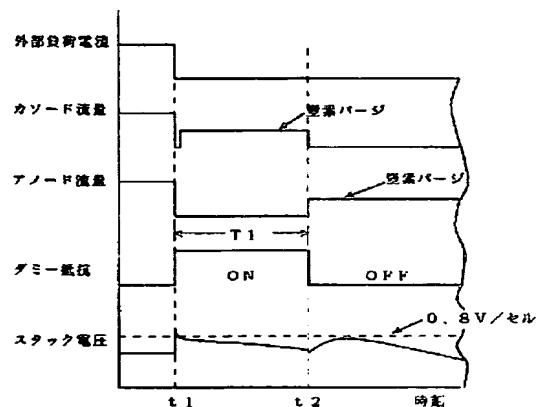 外部負荷電流
カソード流量
窒素パージ
アノード流量
窒素パージ
T1
ダミー抵抗
ON
OFF
0.8V/セル
スタック電圧
t1
t2
時間